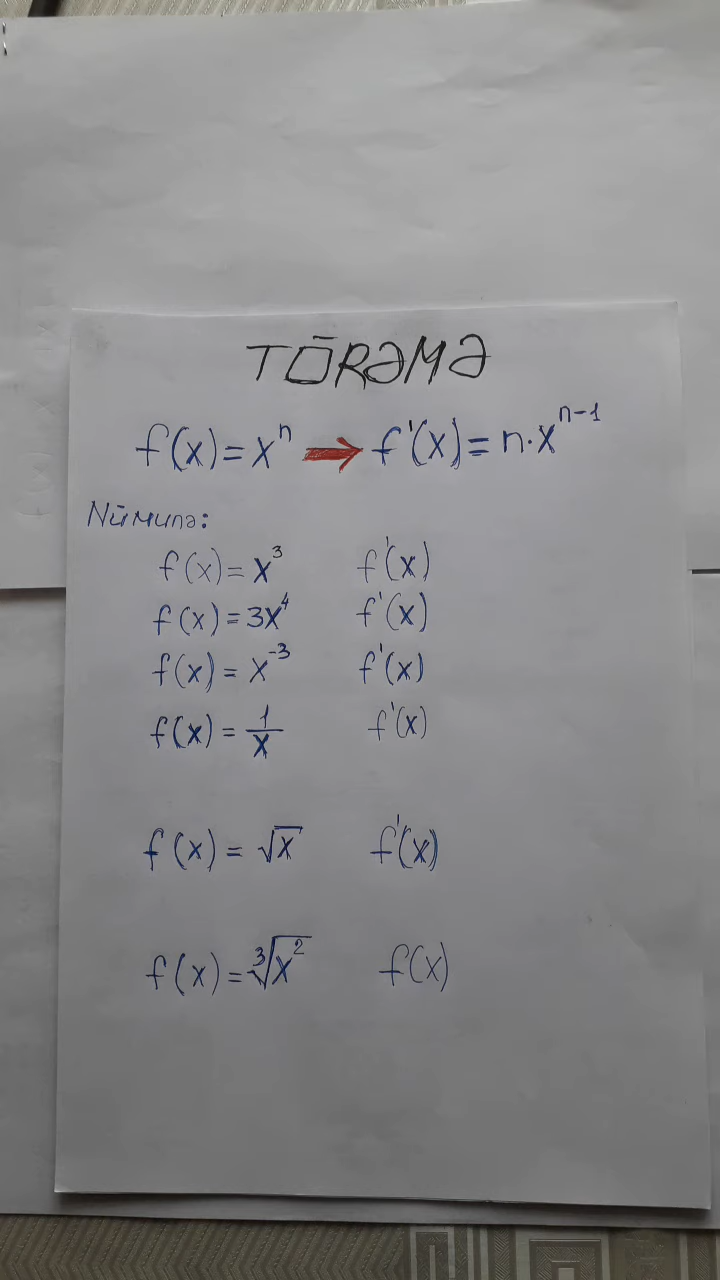 TÖRƏMƏ
f(x) = xⁿ → f'(x) = n·xⁿ⁻¹
Nümunə:
f(x) = x³ f'(x)
f(x) = 3x⁴ f'(x)
f(x) = x⁻³ f'(x)
f(x) = 1/x f'(x)
f(x) = √x f'(x)
f(x) = ∛x² f(x)